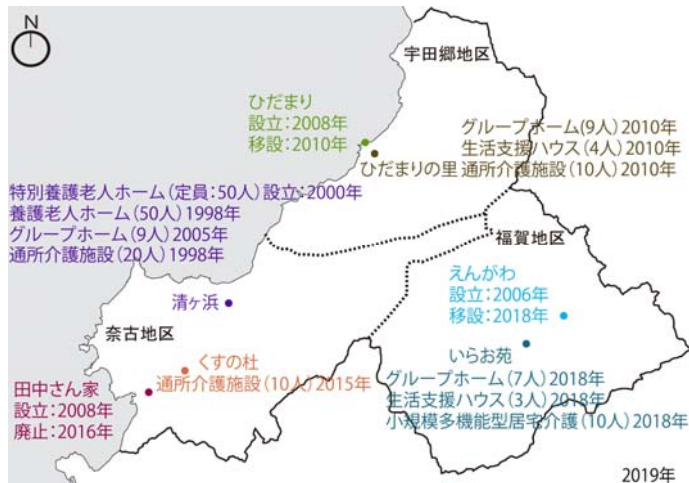 N
宇田郷地区
ひだまり
設立：2008年
移設：2010年
グループホーム(9人)2010年
生活支援ハウス(4人)2010年
ひだまりの里 通所介護施設(10人)2010年
特別養護老人ホーム(定員：50人)設立：2000年
養護老人ホーム(50人)1998年
グループホーム(9人)2005年
通所介護施設(20人)1998年
福賀地区
えんがわ
設立：2006年
移設：2018年
清ヶ浜
奈古地区
いらお苑
くすの杜
通所介護施設(10人)2015年
グループホーム(7人)2018年
生活支援ハウス(3人)2018年
小規模多機能型居宅介護(10人)2018年
田中さん家
設立：2008年
廃止：2016年
2019年